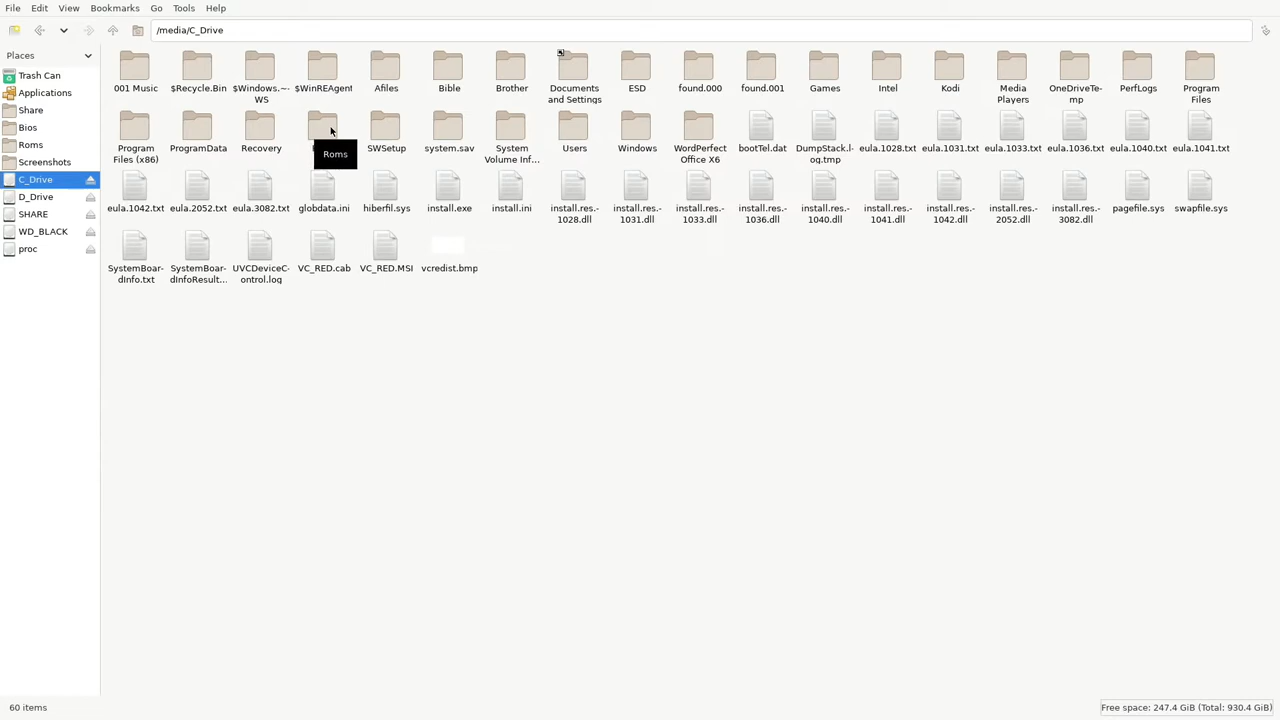 File Edit View Bookmarks Go Tools Help
/media/C_Drive
Places
Trash Can
Applications
Share
Bios
Roms
Screenshots
C_Drive
D_Drive
SHARE
WD_BLACK
proc
001 Music
$Recycle.Bin
$Windows.~-
WS
$WinREAgent
Afiles
Bible
Brother
Documents
and Settings
ESD
found.000
found.001
Games
Intel
Kodi
Media
Players
OneDriveTe-
mp
PerfLogs
Program
Files
Program
Files (x86)
ProgramData
Recovery
Roms
SWSetup
system.sav
System
Volume Inf...
Users
Windows
WordPerfect
Office X6
bootTel.dat
DumpStack.l-
og.tmp
eula.1028.txt
eula.1031.txt
eula.1033.txt
eula.1036.txt
eula.1040.txt
eula.1041.txt
eula.1042.txt
eula.2052.txt
eula.3082.txt
globdata.ini
hiberfil.sys
install.exe
install.ini
install.res.-
1028.dll
install.res.-
1031.dll
install.res.-
1033.dll
install.res.-
1036.dll
install.res.-
1040.dll
install.res.-
1041.dll
install.res.-
1042.dll
install.res.-
2052.dll
install.res.-
3082.dll
pagefile.sys
swapfile.sys
SystemBoar-
dInfo.txt
SystemBoar-
dInfoResult...
UVCDeviceC-
ontrol.log
VC_RED.cab
VC_RED.MSI
vcredist.bmp
60 items
Free space: 247.4 GiB (Total: 930.4 GiB)